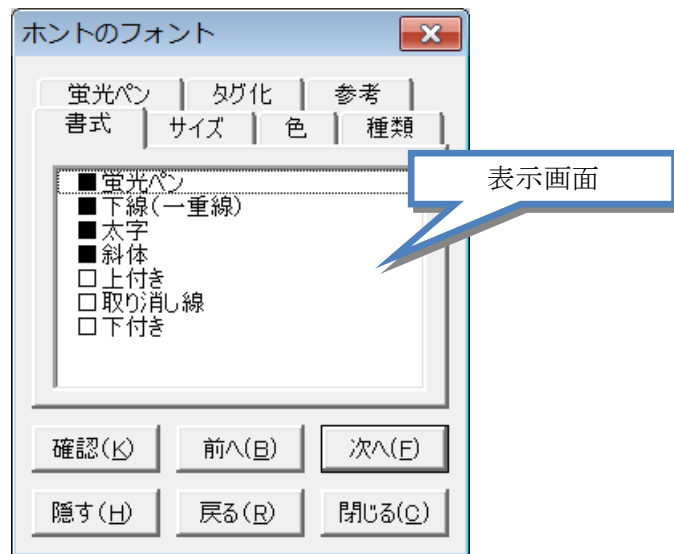 ホントのフォント
蛍光ペン タグ化 参考
書式 サイズ 色 種類
■蛍光ペン
■下線(一重線)
■太字
■斜体
□上付き
□取り消し線
□下付き
表示画面
確認(K) 前へ(B) 次へ(F)
隠す(H) 戻る(R) 閉じる(C)